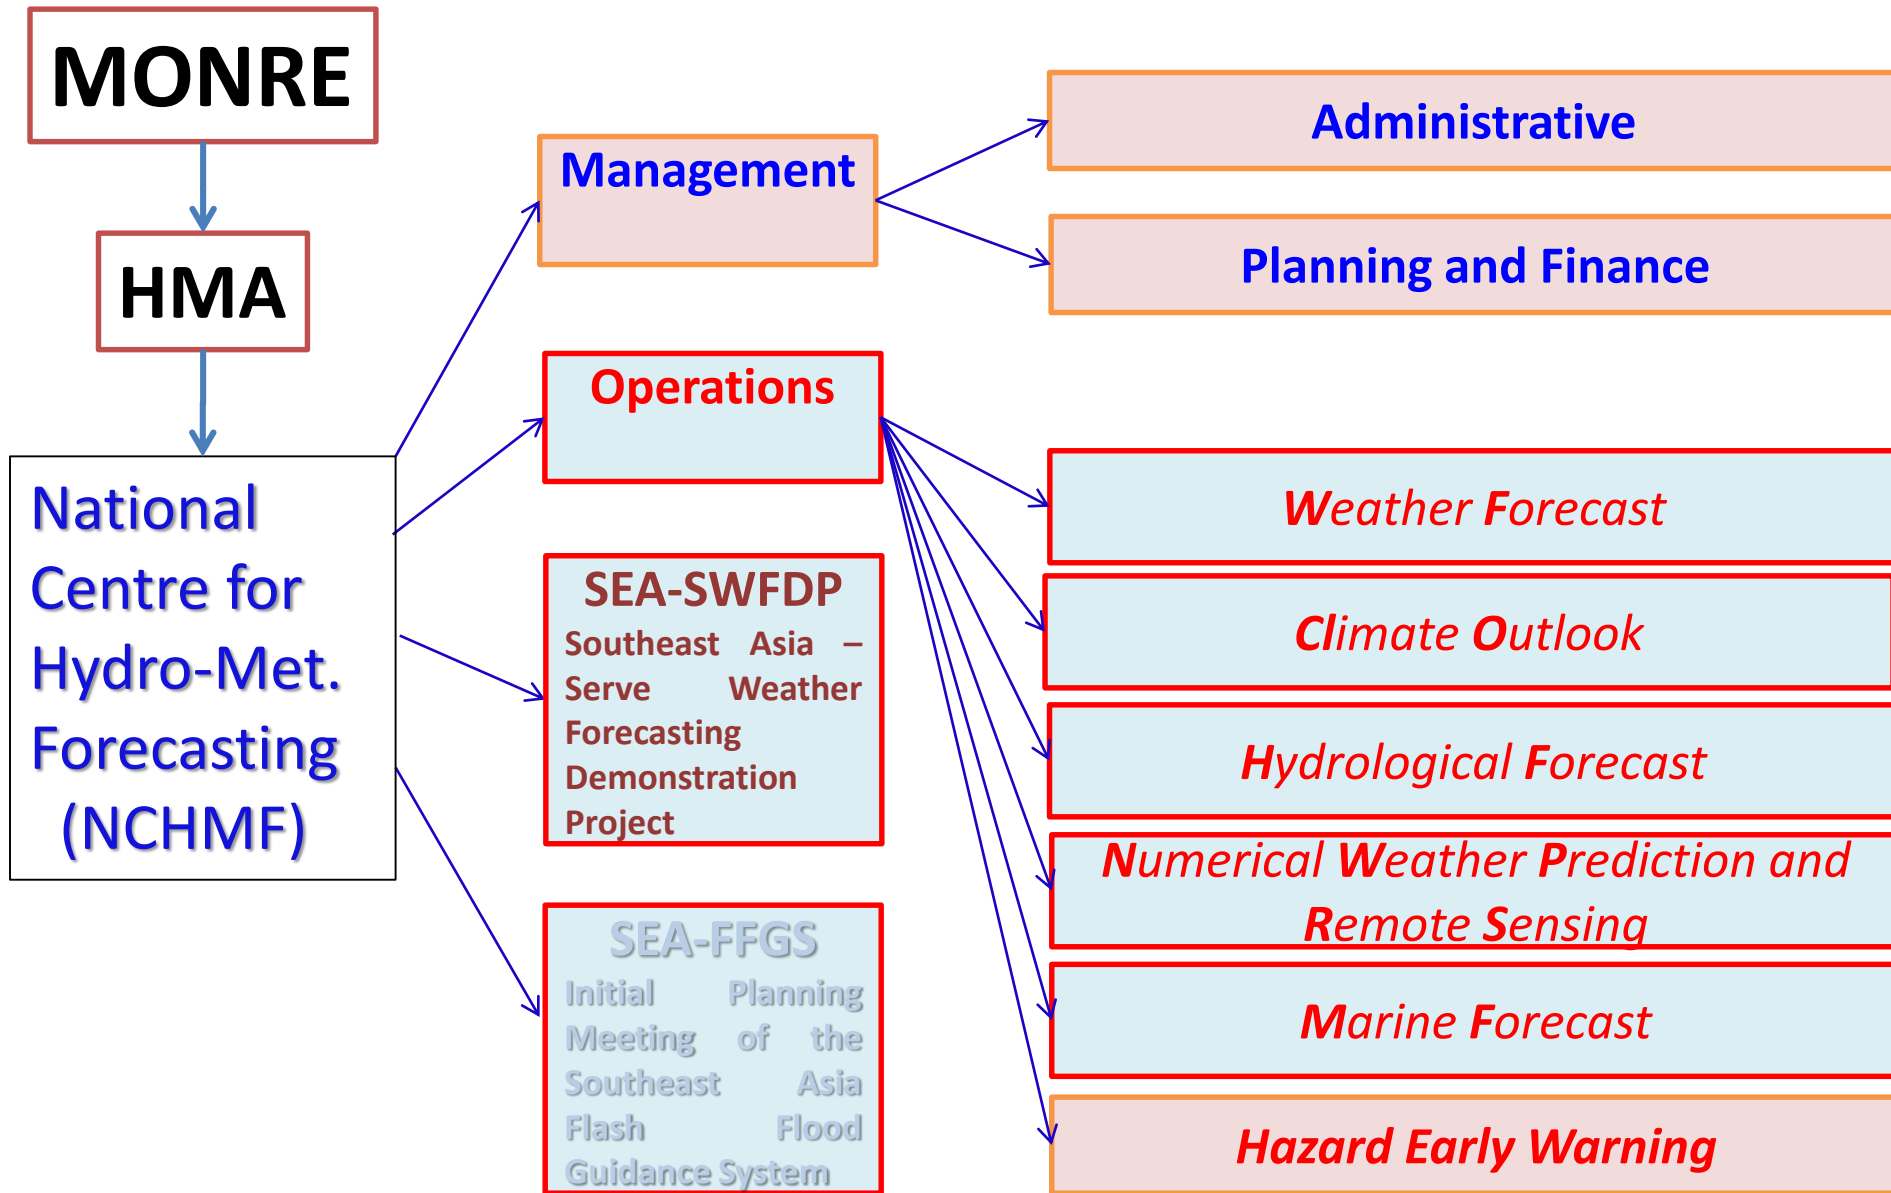 MONRE
HMA
National
Centre for
Hydro-Met.
Forecasting
(NCHMF)
Management
Operations
SEA-SWFDP
Southeast Asia –
Serve Weather
Forecasting
Demonstration
Project
SEA-FFGS
Initial Planning
Meeting of the
Southeast Asia
Flash Flood
Guidance System
Administrative
Planning and Finance
Weather Forecast
Climate Outlook
Hydrological Forecast
Numerical Weather Prediction and
Remote Sensing
Marine Forecast
Hazard Early Warning